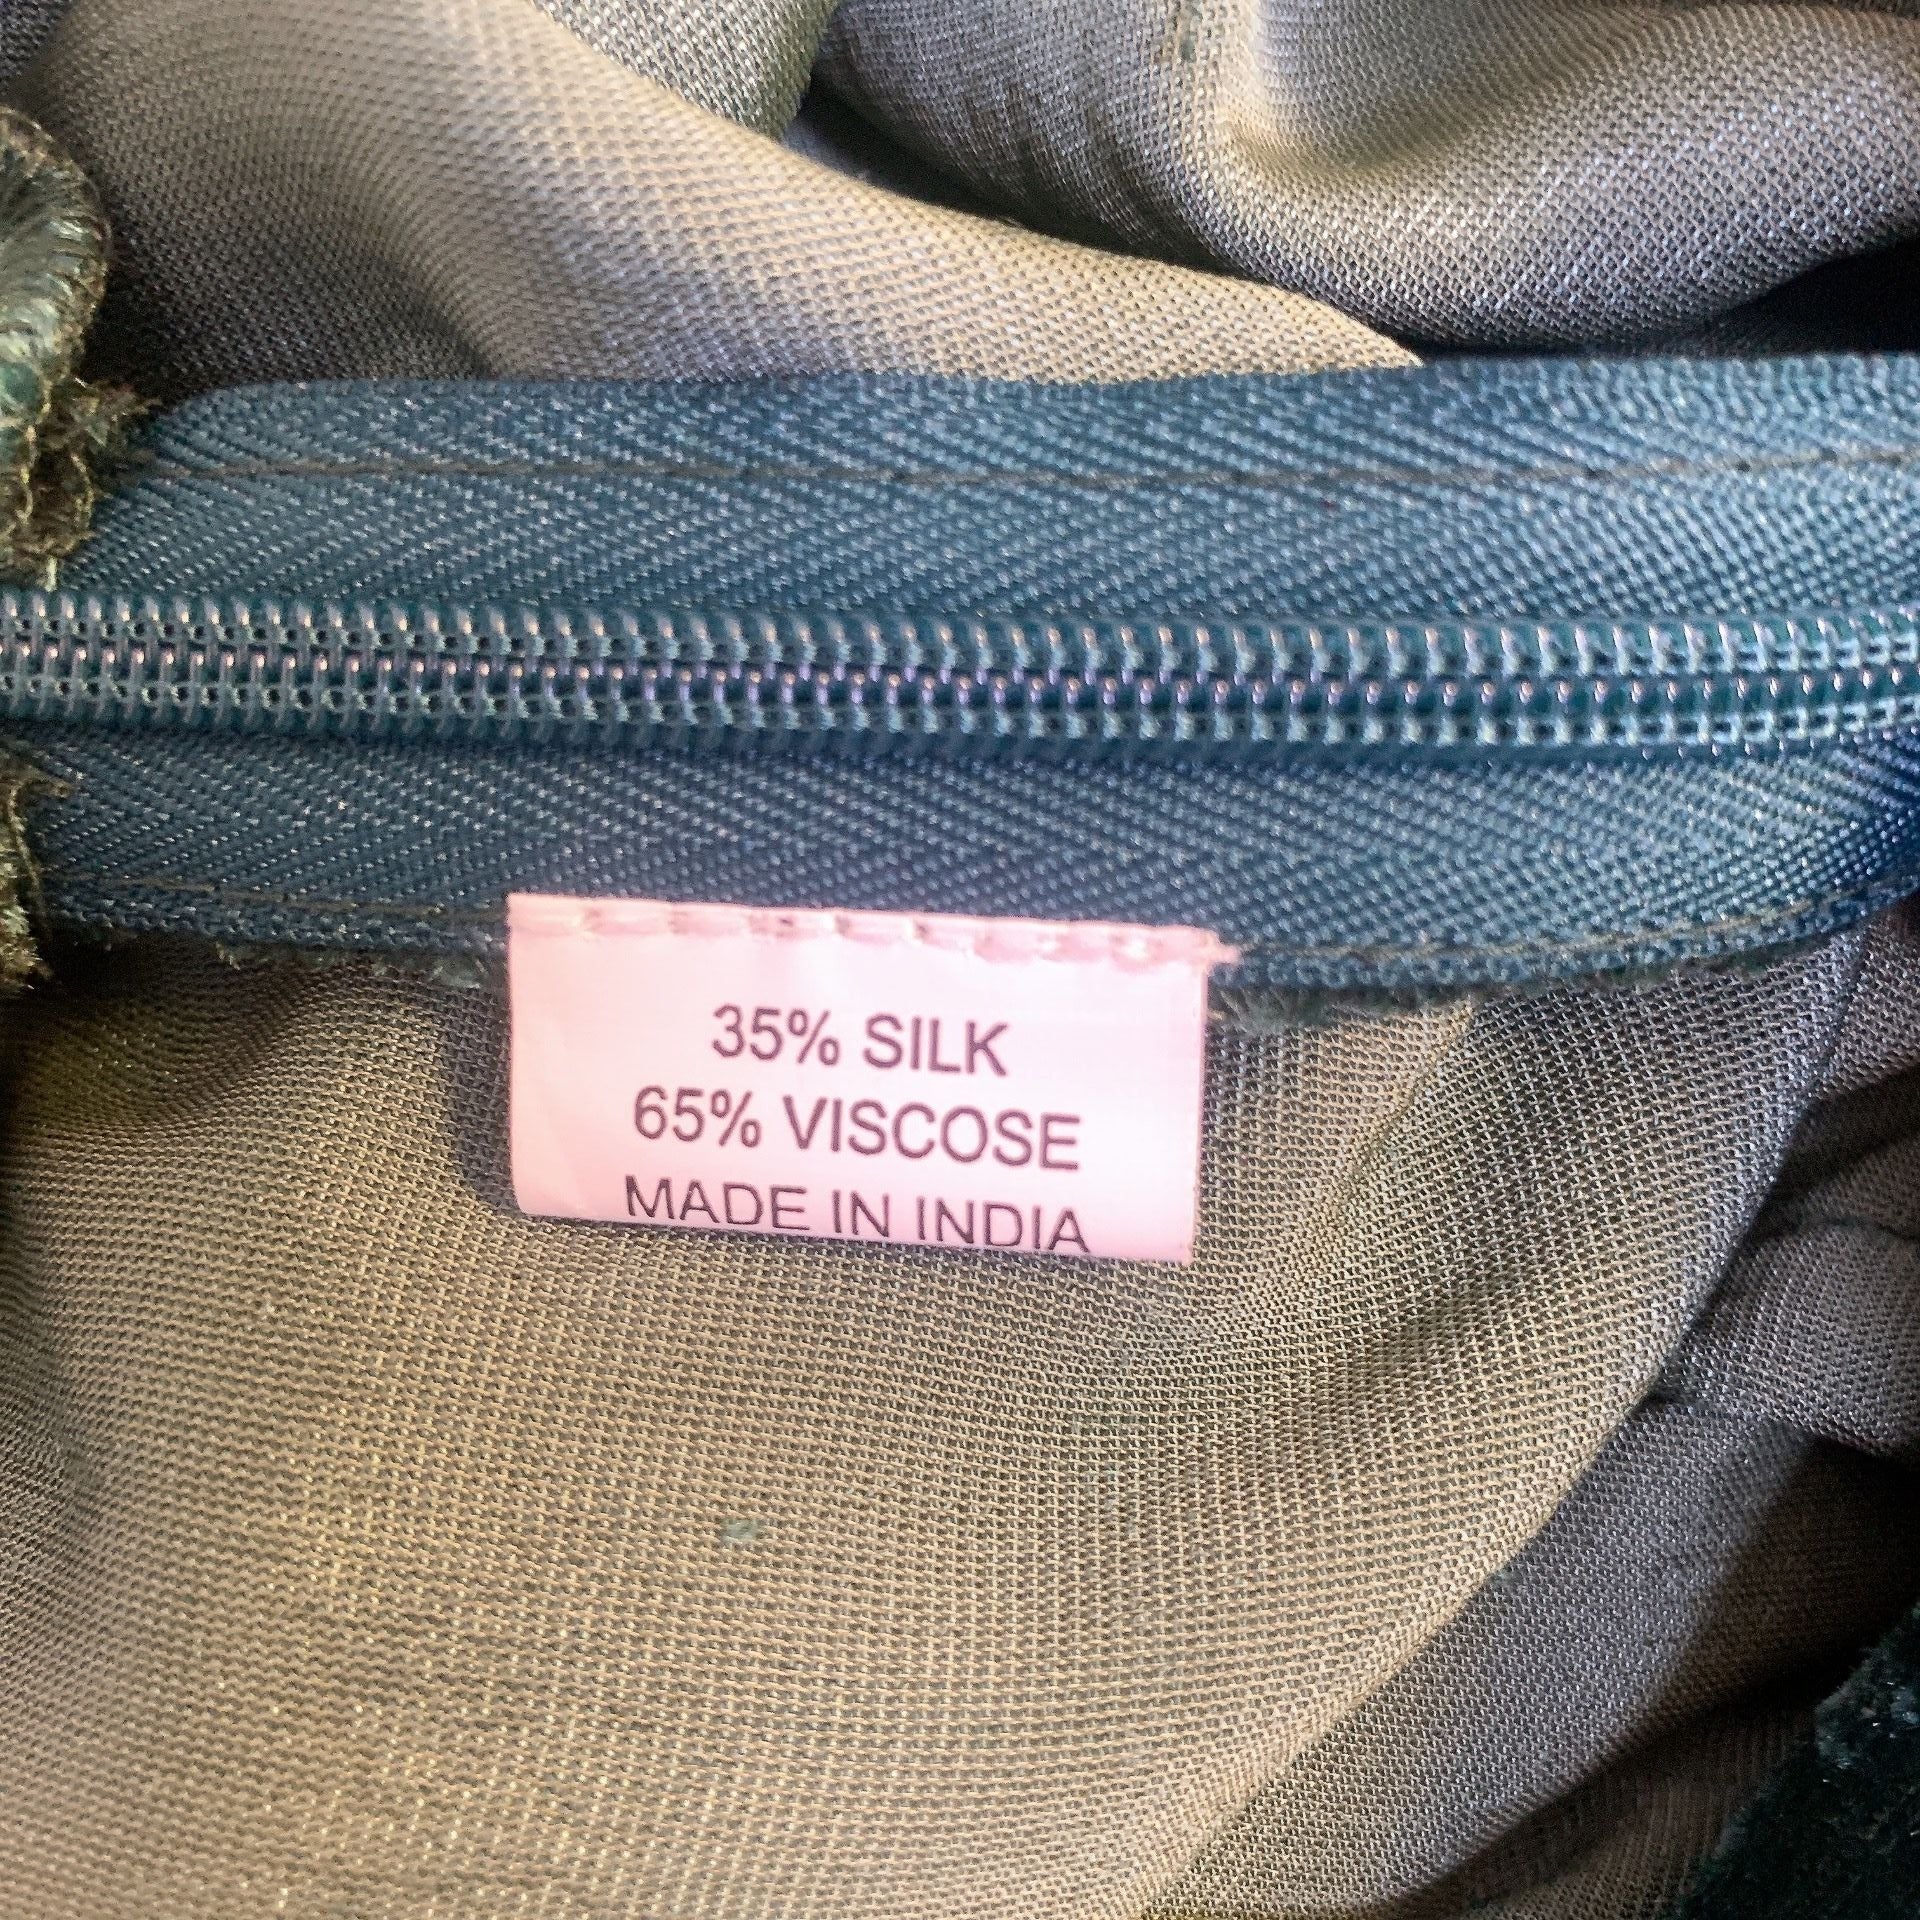 35% SILK
65% VISCOSE
MADE IN INDIA